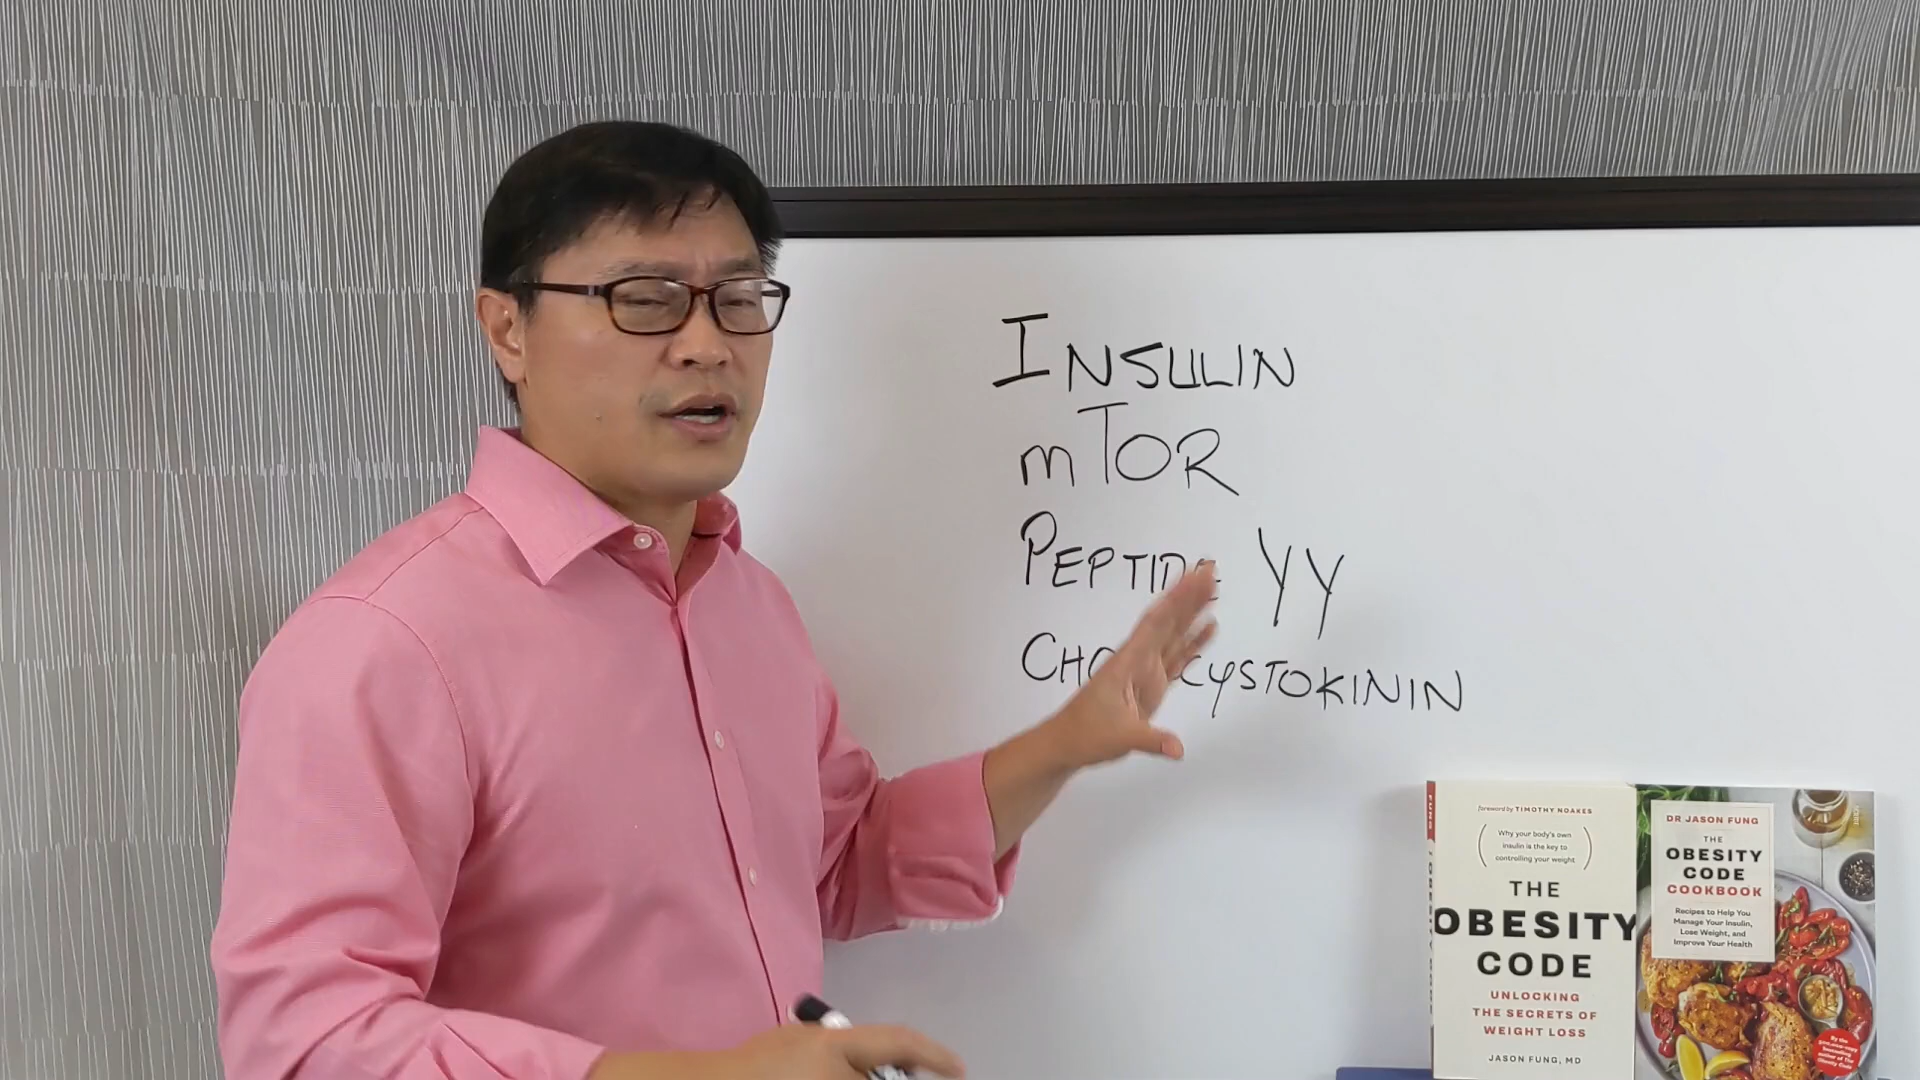 INSULIN
mTOR
PEPTIDE YY
CYSTOKININ
foreword by TIMOTHY NOAKES
Why your body's own
insulin is the key to
controlling your weight
THE
OBESITY
CODE
UNLOCKING
THE SECRETS OF
WEIGHT LOSS
JASON FUNG, MD
FUNG
DR JASON FUNG
THE
OBESITY
CODE
COOKBOOK
Recipes to Help You
Manage Your Insulin,
Lose Weight, and
Improve Your Health